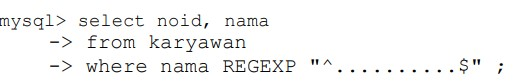 mysql> select noid, nama
-> from karyawan
-> where nama REGEXP "^..........$" ;